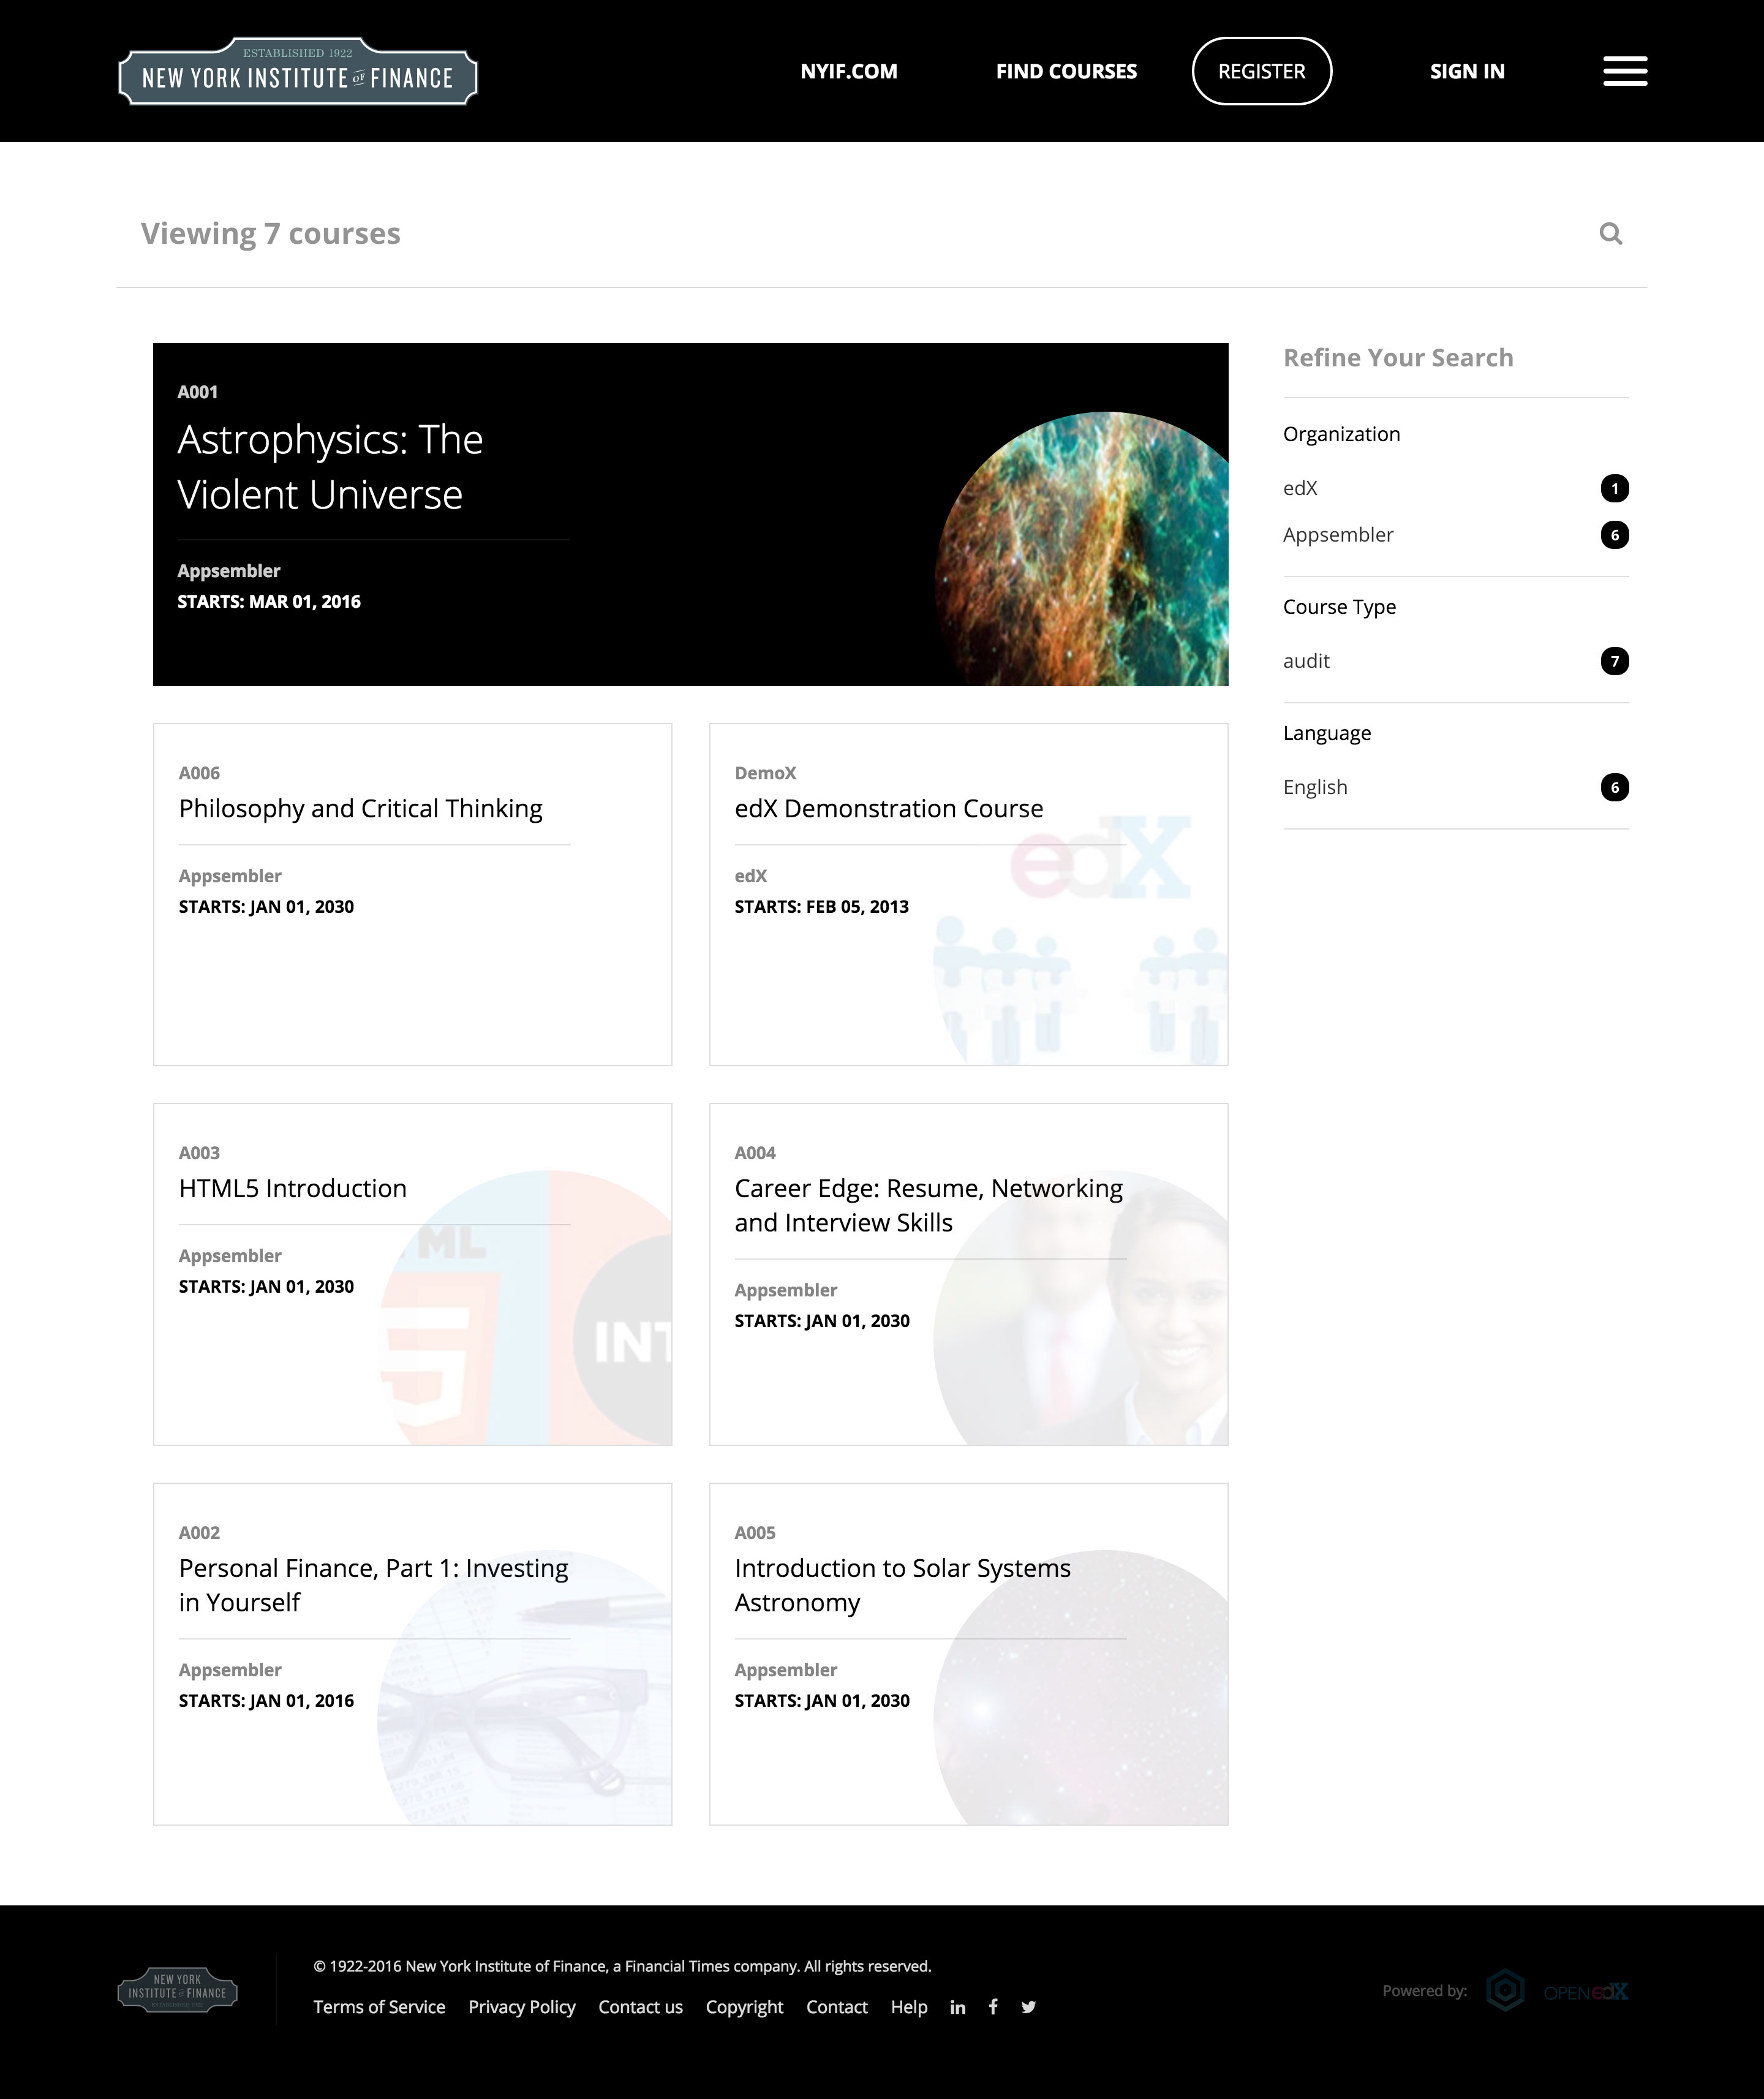 ESTABLISHED 1922
NEW YORK INSTITUTE OF FINANCE
NYIF.COM
FIND COURSES
REGISTER
SIGN IN
Viewing 7 courses
A001
Astrophysics: The
Violent Universe
Appsembler
STARTS: MAR 01, 2016
Refine Your Search
Organization
edX 1
Appsembler 6
Course Type
audit 7
Language
English 6
A006
Philosophy and Critical Thinking
Appsembler
STARTS: JAN 01, 2030
DemoX
edX Demonstration Course
edX
STARTS: FEB 05, 2013
edX
A003
HTML5 Introduction
Appsembler
STARTS: JAN 01, 2030
ML
INT
A004
Career Edge: Resume, Networking
and Interview Skills
Appsembler
STARTS: JAN 01, 2030
A002
Personal Finance, Part 1: Investing
in Yourself
Appsembler
STARTS: JAN 01, 2016
A005
Introduction to Solar Systems
Astronomy
Appsembler
STARTS: JAN 01, 2030
NEW YORK
INSTITUTE OF FINANCE
ESTABLISHED 1922
© 1922-2016 New York Institute of Finance, a Financial Times company. All rights reserved.
Terms of Service Privacy Policy Contact us Copyright Contact Help in f
Powered by:
OPEN edX